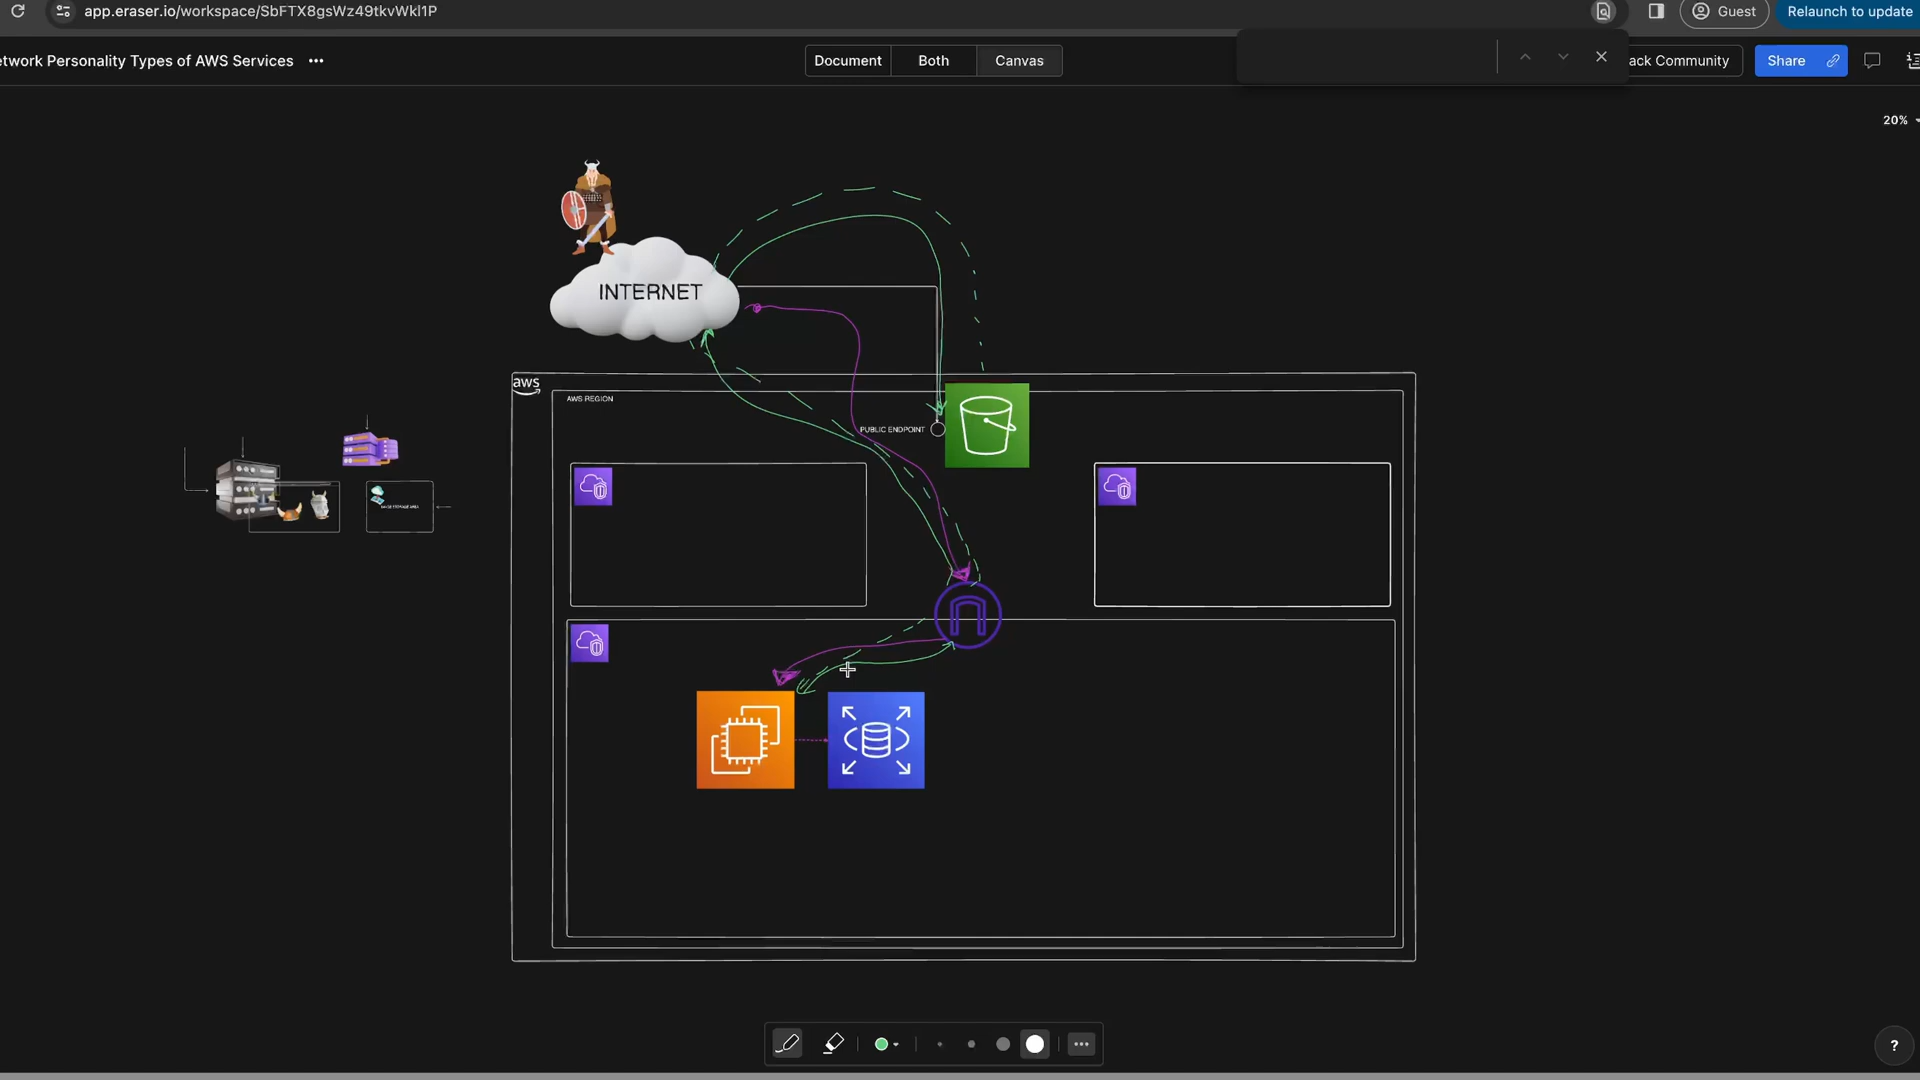 app.eraser.io/workspace/SbFTX8gsWz49tkvWkl1P
Guest
Relaunch to update
etwork Personality Types of AWS Services
Document
Both
Canvas
ack Community
Share
20%
INTERNET
aws
AWS REGION
PUBLIC ENDPOINT
?